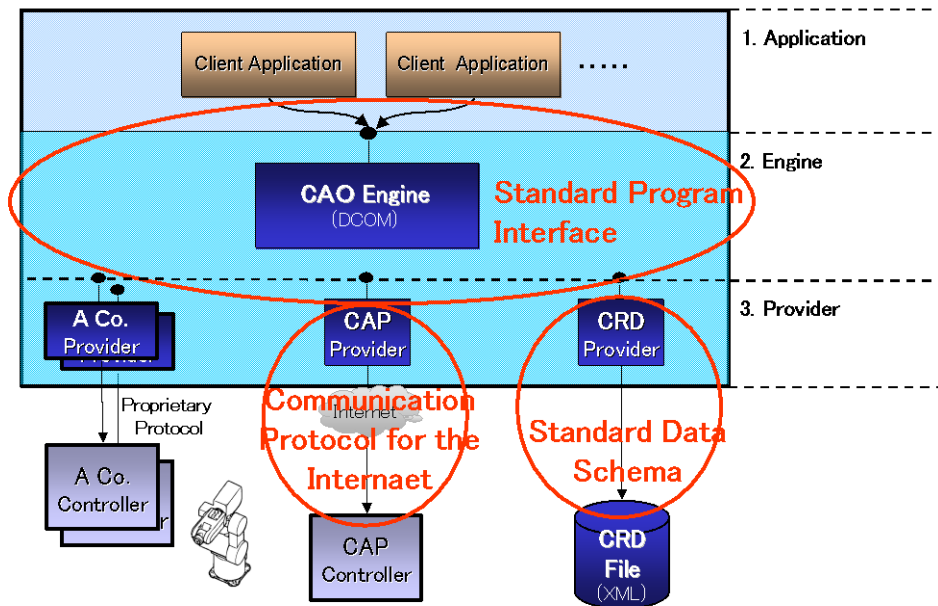 1. Application
Client Application
Client Application
.....
2. Engine
CAO Engine
(DCOM)
Standard Program
Interface
3. Provider
A Co.
Provider
Provider
CAP
Provider
CRD
Provider
Proprietary
Protocol
Internet
Communication
Protocol for the
Internaet
Standard Data
Schema
A Co.
Controller
CAP
Controller
CRD
File
(XML)